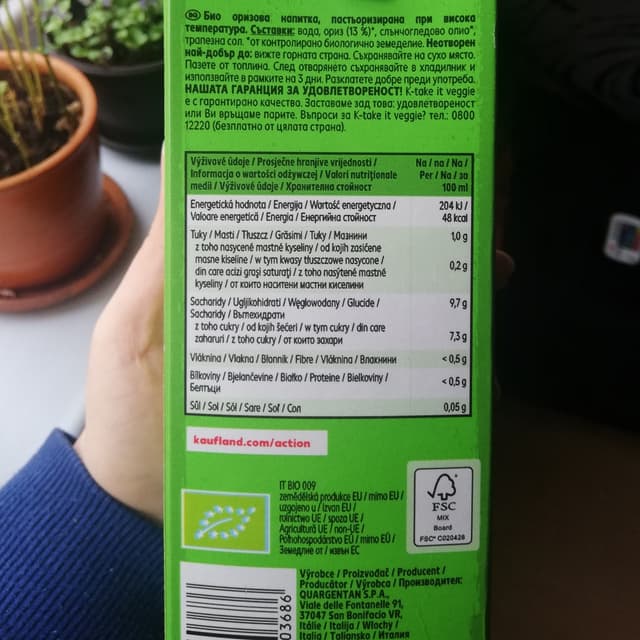 BG Био оризова напитка, пастьоризирана при висока
температура. Съставки: вода, ориз (13 %)*, слънчогледово олио*,
трапезна сол. *от контролирано биологично земеделие. Неотворен
най-добър до: вижте горната страна. Съхранявайте на сухо място.
Пазете от топлина. След отварянето съхранявайте в хладилник и
използвайте в рамките на 3 дни. Разклатете добре преди употреба.
НАШАТА ГАРАНЦИЯ ЗА УДОВЛЕТВОРЕНОСТ! K-take it veggie
е с гарантирано качество. Заставаме зад това: удовлетвореност
или Ви връщаме парите. Въпроси за K-take it veggie? тел.: 0800
12220 (безплатно от цялата страна).
Výživové údaje / Prosječne hranjive vrijednosti /
Informacja o wartości odżywczej / Valori nutriționale
medii / Výživové údaje / Хранителна стойност
Na / na / Na /
Per / Na / за
100 ml
Energetická hodnota / Energija / Wartość energetyczna /
Valoare energetică / Energia / Енергийна стойност
204 kJ /
48 kcal
Tuky / Masti / Tłuszcz / Grăsimi / Tuky / Мазнини
1,0 g
z toho nasycené mastné kyseliny / od kojih zasićene
masne kiseline / w tym kwasy tłuszczowe nasycone /
din care acizi grași saturați / z toho nasýtené mastné
kyseliny / от които наситени мастни киселини
0,2 g
Sacharidy / Ugljikohidrati / Węglowodany / Glucide /
Sacharidy / Въглехидрати
9,7 g
z toho cukry / od kojih šećeri / w tym cukry / din care
zaharuri / z toho cukry / от които захари
7,3 g
Vláknina / Vlakna / Błonnik / Fibre / Vláknina / Влакнини
< 0,5 g
Bílkoviny / Bjelančevine / Białko / Proteine / Bielkoviny /
Белтъци
< 0,5 g
Sůl / Sol / Sól / Sare / Soľ / Сол
0,05 g
kaufland.com/action
IT BIO 009
zemědělská produkce EU / mimo EU /
uzgojeno u / izvan EU /
rolnictwo UE / spoza UE /
Agricultură UE / non-UE /
Poľnohospodárstvo EÚ / mimo EÚ /
Земеделие от / извън ЕС
FSC
MIX
Board
FSC® C020428
03686
Výrobce / Proizvođač / Producent /
Producător / Výrobca / Производител:
QUARGENTAN S.P.A.,
Viale delle Fontanelle 91,
37047 San Bonifacio VR,
Itálie / Italija / Włochy /
Italia / Taliansko / Италия